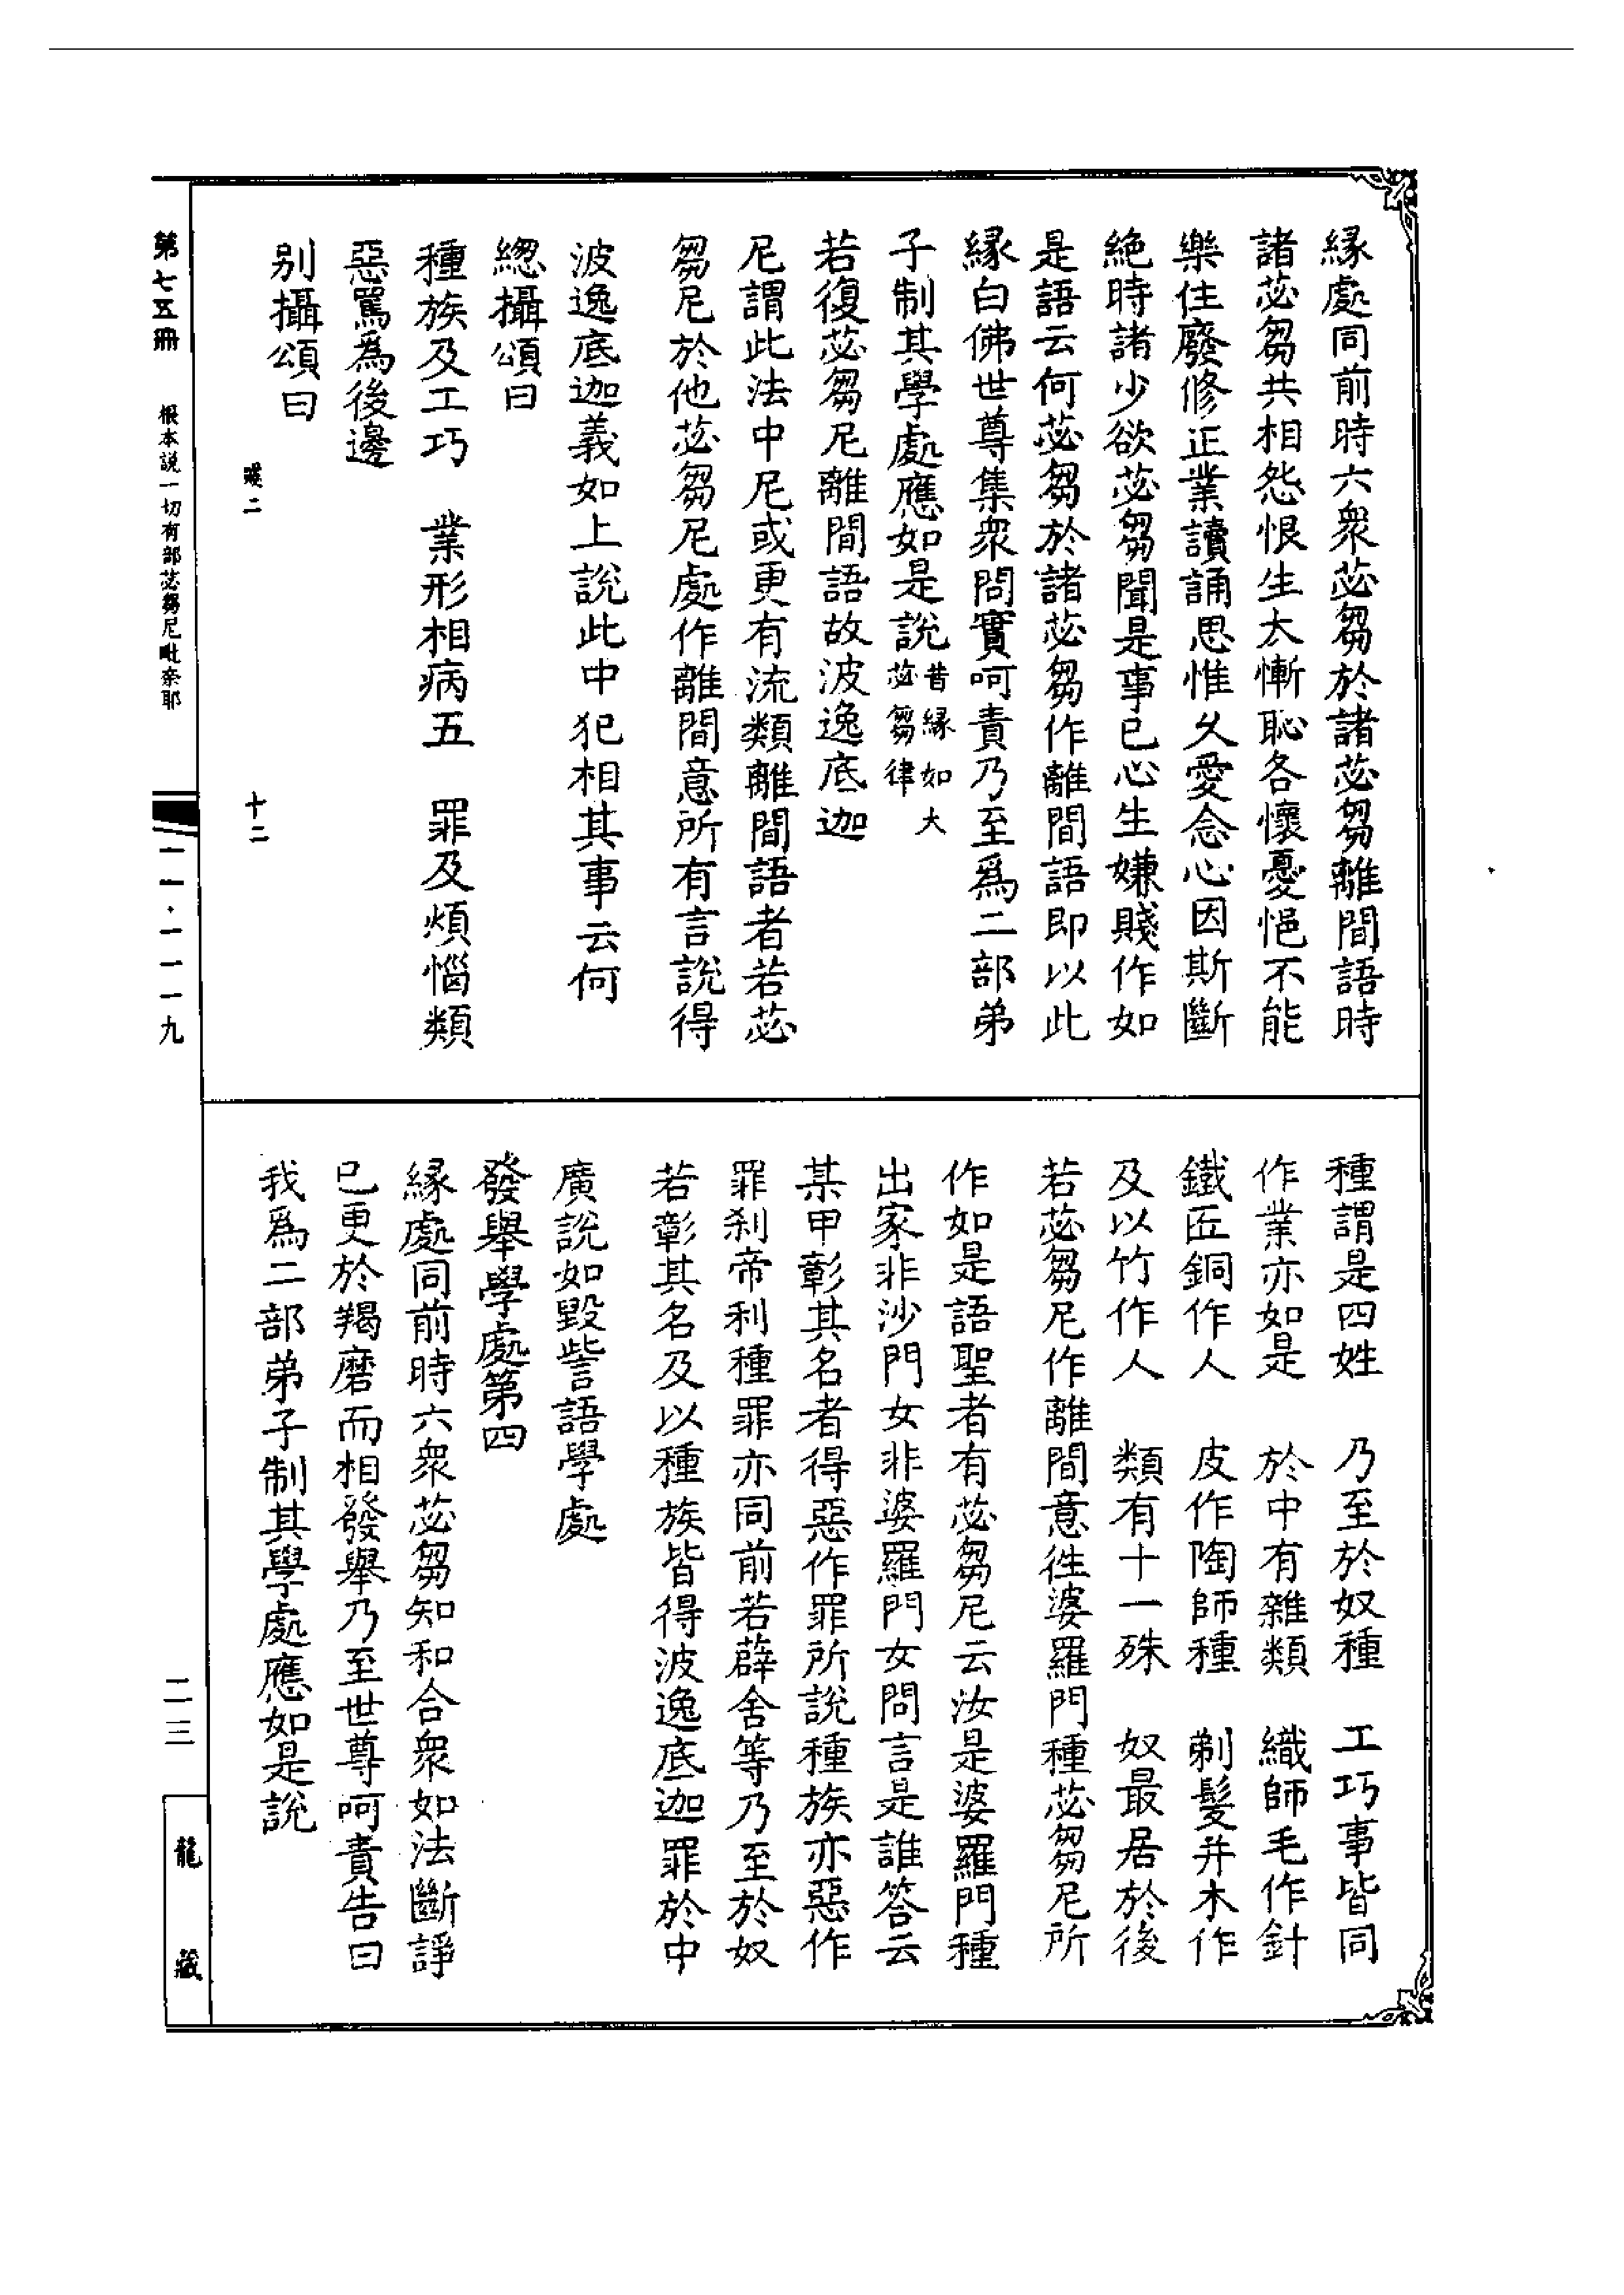 緣處同前時六衆苾芻於諸苾芻離間語時
諸苾芻共相怨恨生大慚恥各懷憂悒不能
樂住廢修正業讀誦思惟久愛念心因斯斷
絶時諸少欲苾芻聞是事已心生嫌賤作如
是語云何苾芻於諸苾芻作離間語即以此
緣白佛世尊集衆問實呵責乃至爲二部弟
子制其學處應如是說昔緣如大苾芻律
若復苾芻尼離間語故波逸底迦
尼謂此法中尼或更有流類離間語者若苾
芻尼於他苾芻尼處作離間意所有言說得
波逸底迦義如上說此中犯相其事云何
緫攝頌曰
種族及工巧　業形相病五　罪及煩惱類
惡罵爲後邊
别攝頌曰
種謂是四姓　乃至於奴種　工巧事皆同
作業亦如是　於中有雜類　織師毛作針
鐵匠銅作人　皮作陶師種　剃髮并木作
及以竹作人　類有十一殊　奴最居於後
若苾芻尼作離間意徃婆羅門種苾芻尼所
作如是語聖者有苾芻尼云汝是婆羅門種
出家非沙門女非婆羅門女問言是誰答云
某甲彰其名者得惡作罪所說種族亦惡作
罪刹帝利種罪亦同前若薜舍等乃至於奴
若彰其名及以種族皆得波逸底迦罪於中
廣說如毀訾語學處
發舉學處第四
緣處同前時六衆苾芻知和合衆如法斷諍
已更於羯磨而相發舉乃至世尊呵責告曰
我爲二部弟子制其學處應如是說
第七五冊　根本説一切有部苾芻尼毗奈耶
十二
一一·一一一九
二三
龍藏